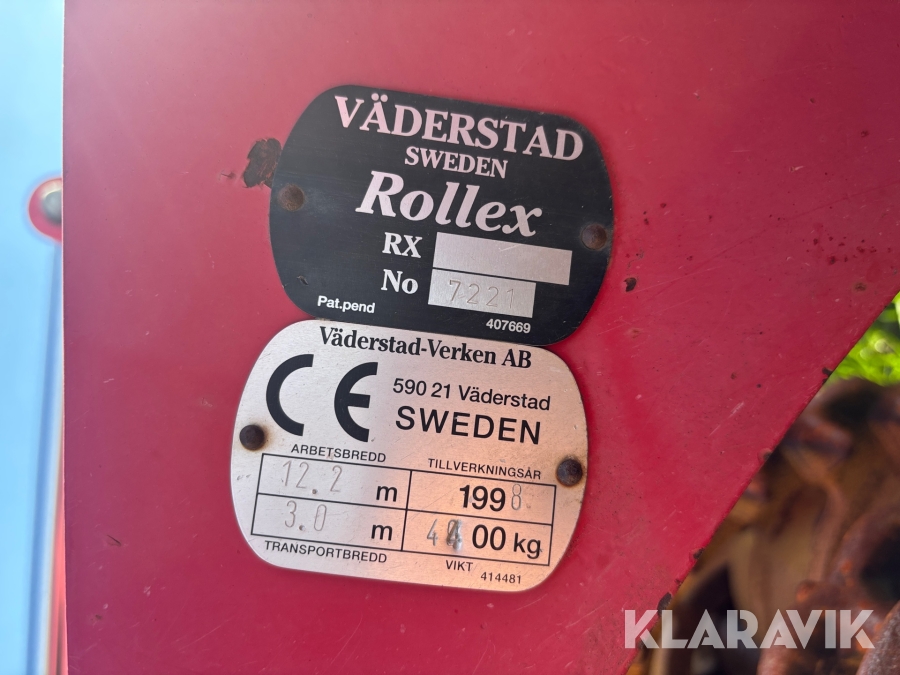 VÄDERSTAD
SWEDEN
Rollex
RX
No 7221
Pat.pend 407669
Väderstad-Verken AB
CE 590 21 Väderstad
SWEDEN
ARBETSBREDD TILLVERKNINGSÅR
12.2 m 1998
3.0 m 4400 kg
TRANSPORTBREDD VIKT 414481
KLARAVIK